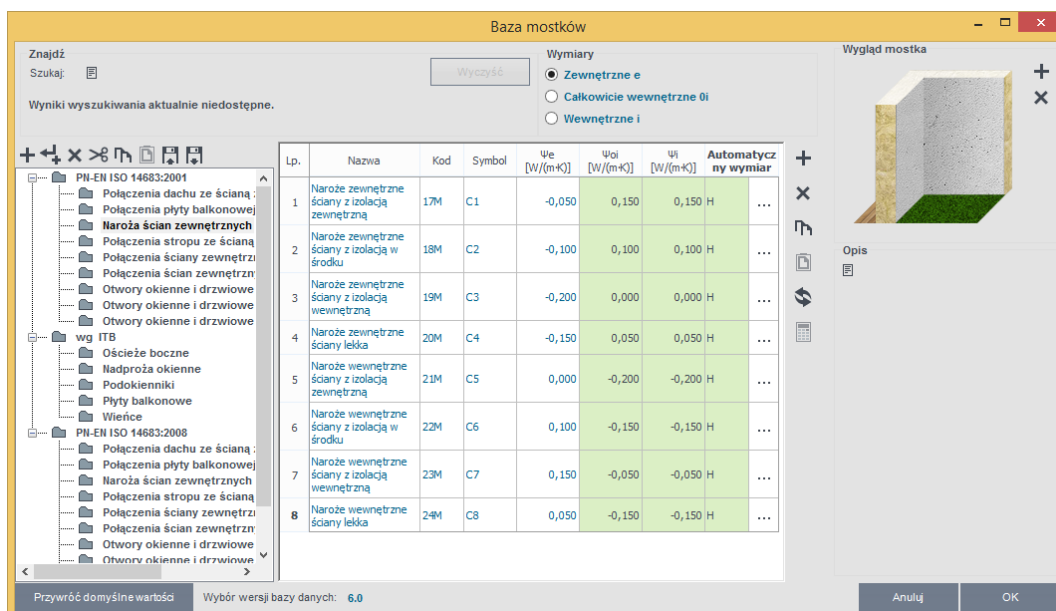 Baza mostków
Znajdź
Szukaj:
Wyczyść
Wyniki wyszukiwania aktualnie niedostępne.
Wymiary
Zewnętrzne e
Całkowicie wewnętrzne 0i
Wewnętrzne i
Wygląd mostka
PN-EN ISO 14683:2001
Połączenia dachu ze ścianą
Połączenia płyty balkonowej
Naroża ścian zewnętrznych
Połączenia stropu ze ścianą
Połączenia ściany zewnętrz
Połączenia ścian zewnętrzn
Otwory okienne i drzwiowe
Otwory okienne i drzwiowe
Otwory okienne i drzwiowe
wg ITB
Ościeże boczne
Nadproża okienne
Podokienniki
Płyty balkonowe
Wieńce
PN-EN ISO 14683:2008
Połączenia dachu ze ścianą
Połączenia płyty balkonowej
Naroża ścian zewnętrznych
Połączenia stropu ze ścianą
Połączenia ściany zewnętrz
Połączenia ścian zewnętrzn
Otwory okienne i drzwiowe
Otwory okienne i drzwiowe
Lp. Nazwa Kod Symbol Ψe [W/(m·K)] Ψoi [W/(m·K)] Ψi [W/(m·K)] Automatycz
ny wymiar
Naroże zewnętrzne
1 ściany z izolacją 17M C1 -0,050 0,150 0,150 H ...
zewnętrzną
Naroże zewnętrzne
2 ściany z izolacją w 18M C2 -0,100 0,100 0,100 H ...
środku
Naroże zewnętrzne
3 ściany z izolacją 19M C3 -0,200 0,000 0,000 H ...
wewnętrzną
Naroże zewnętrzne
4 ściany lekka 20M C4 -0,150 0,050 0,050 H ...
Naroże wewnętrzne
5 ściany z izolacją 21M C5 0,000 -0,200 -0,200 H ...
zewnętrzną
Naroże wewnętrzne
6 ściany z izolacją w 22M C6 0,100 -0,150 -0,150 H ...
środku
Naroże wewnętrzne
7 ściany z izolacją 23M C7 0,150 -0,050 -0,050 H ...
wewnętrzną
Naroże wewnętrzne
8 ściany lekka 24M C8 0,050 -0,150 -0,150 H ...
Opis
Przywróć domyślne wartości
Wybór wersji bazy danych: 6.0
Anuluj
OK